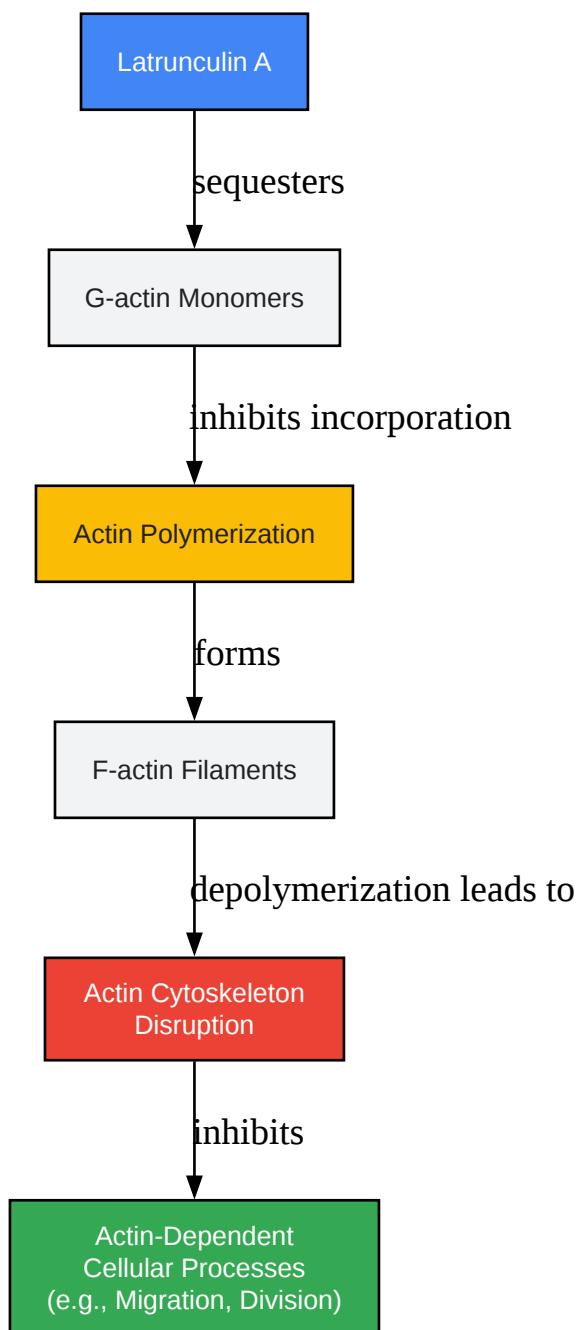 Latrunculin A
sequesters
G-actin Monomers
inhibits incorporation
Actin Polymerization
forms
F-actin Filaments
depolymerization leads to
Actin Cytoskeleton
Disruption
inhibits
Actin-Dependent
Cellular Processes
(e.g., Migration, Division)